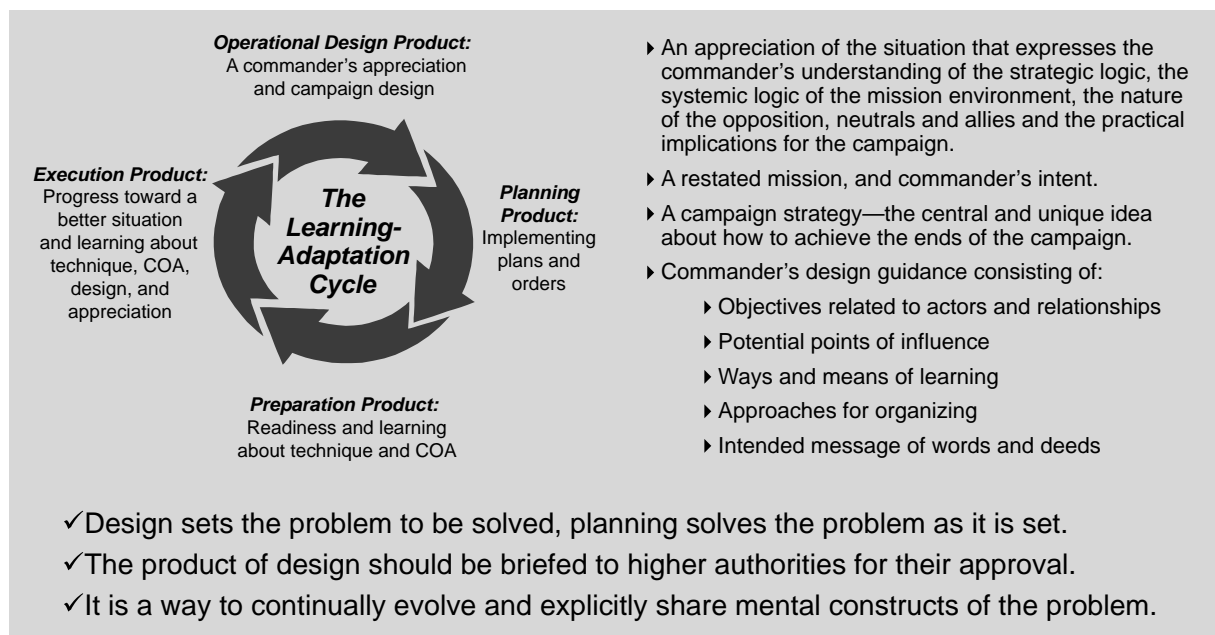 Operational Design Product:
A commander's appreciation
and campaign design
Execution Product:
Progress toward a
better situation
and learning about
technique, COA,
design, and
appreciation
The
Learning-
Adaptation
Cycle
Planning
Product:
Implementing
plans and
orders
Preparation Product:
Readiness and learning
about technique and COA
An appreciation of the situation that expresses the
commander's understanding of the strategic logic, the
systemic logic of the mission environment, the nature
of the opposition, neutrals and allies and the practical
implications for the campaign.
A restated mission, and commander's intent.
A campaign strategy—the central and unique idea
about how to achieve the ends of the campaign.
Commander's design guidance consisting of:
Objectives related to actors and relationships
Potential points of influence
Ways and means of learning
Approaches for organizing
Intended message of words and deeds
✓Design sets the problem to be solved, planning solves the problem as it is set.
✓The product of design should be briefed to higher authorities for their approval.
✓It is a way to continually evolve and explicitly share mental constructs of the problem.